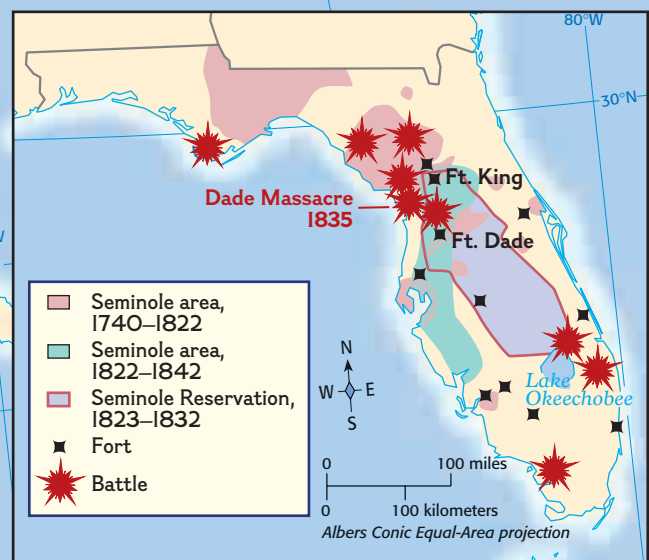 80°W
30°N
W
Ft. King
Dade Massacre
1835
Ft. Dade
Seminole area,
1740–1822
Seminole area,
1822–1842
Seminole Reservation,
1823–1832
Fort
Battle
N
W
E
S
Lake
Okeechobee
0
100 miles
0
100 kilometers
Albers Conic Equal-Area projection